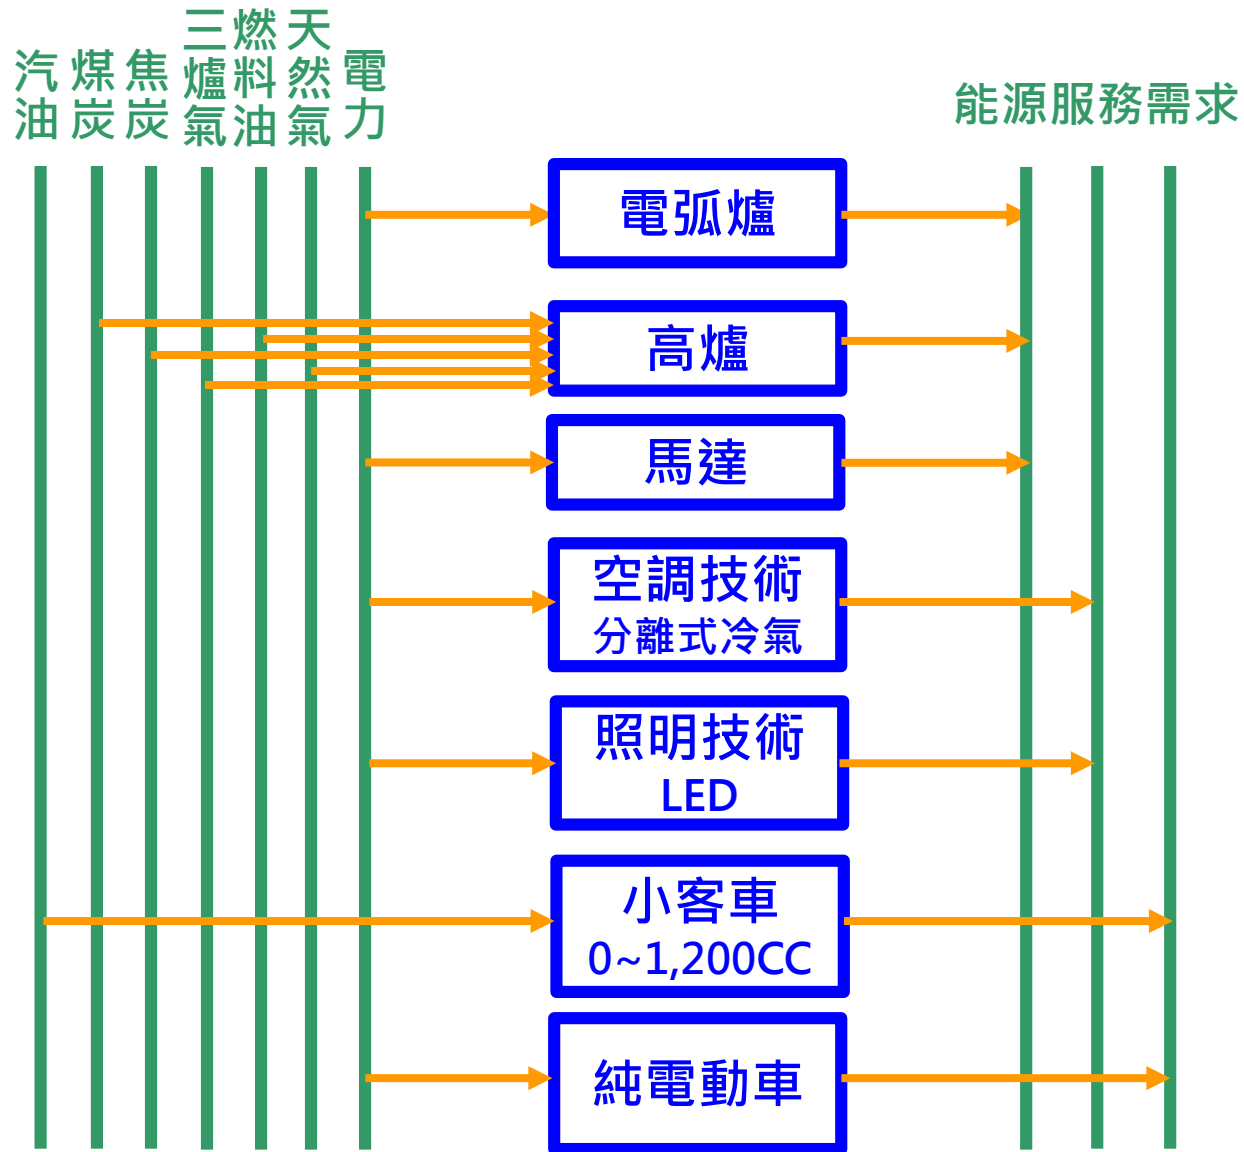 汽油
煤炭
焦炭
三爐氣
燃料油
天然氣
電力
能源服務需求
電弧爐
高爐
馬達
空調技術
分離式冷氣
照明技術
LED
小客車
0~1,200CC
純電動車